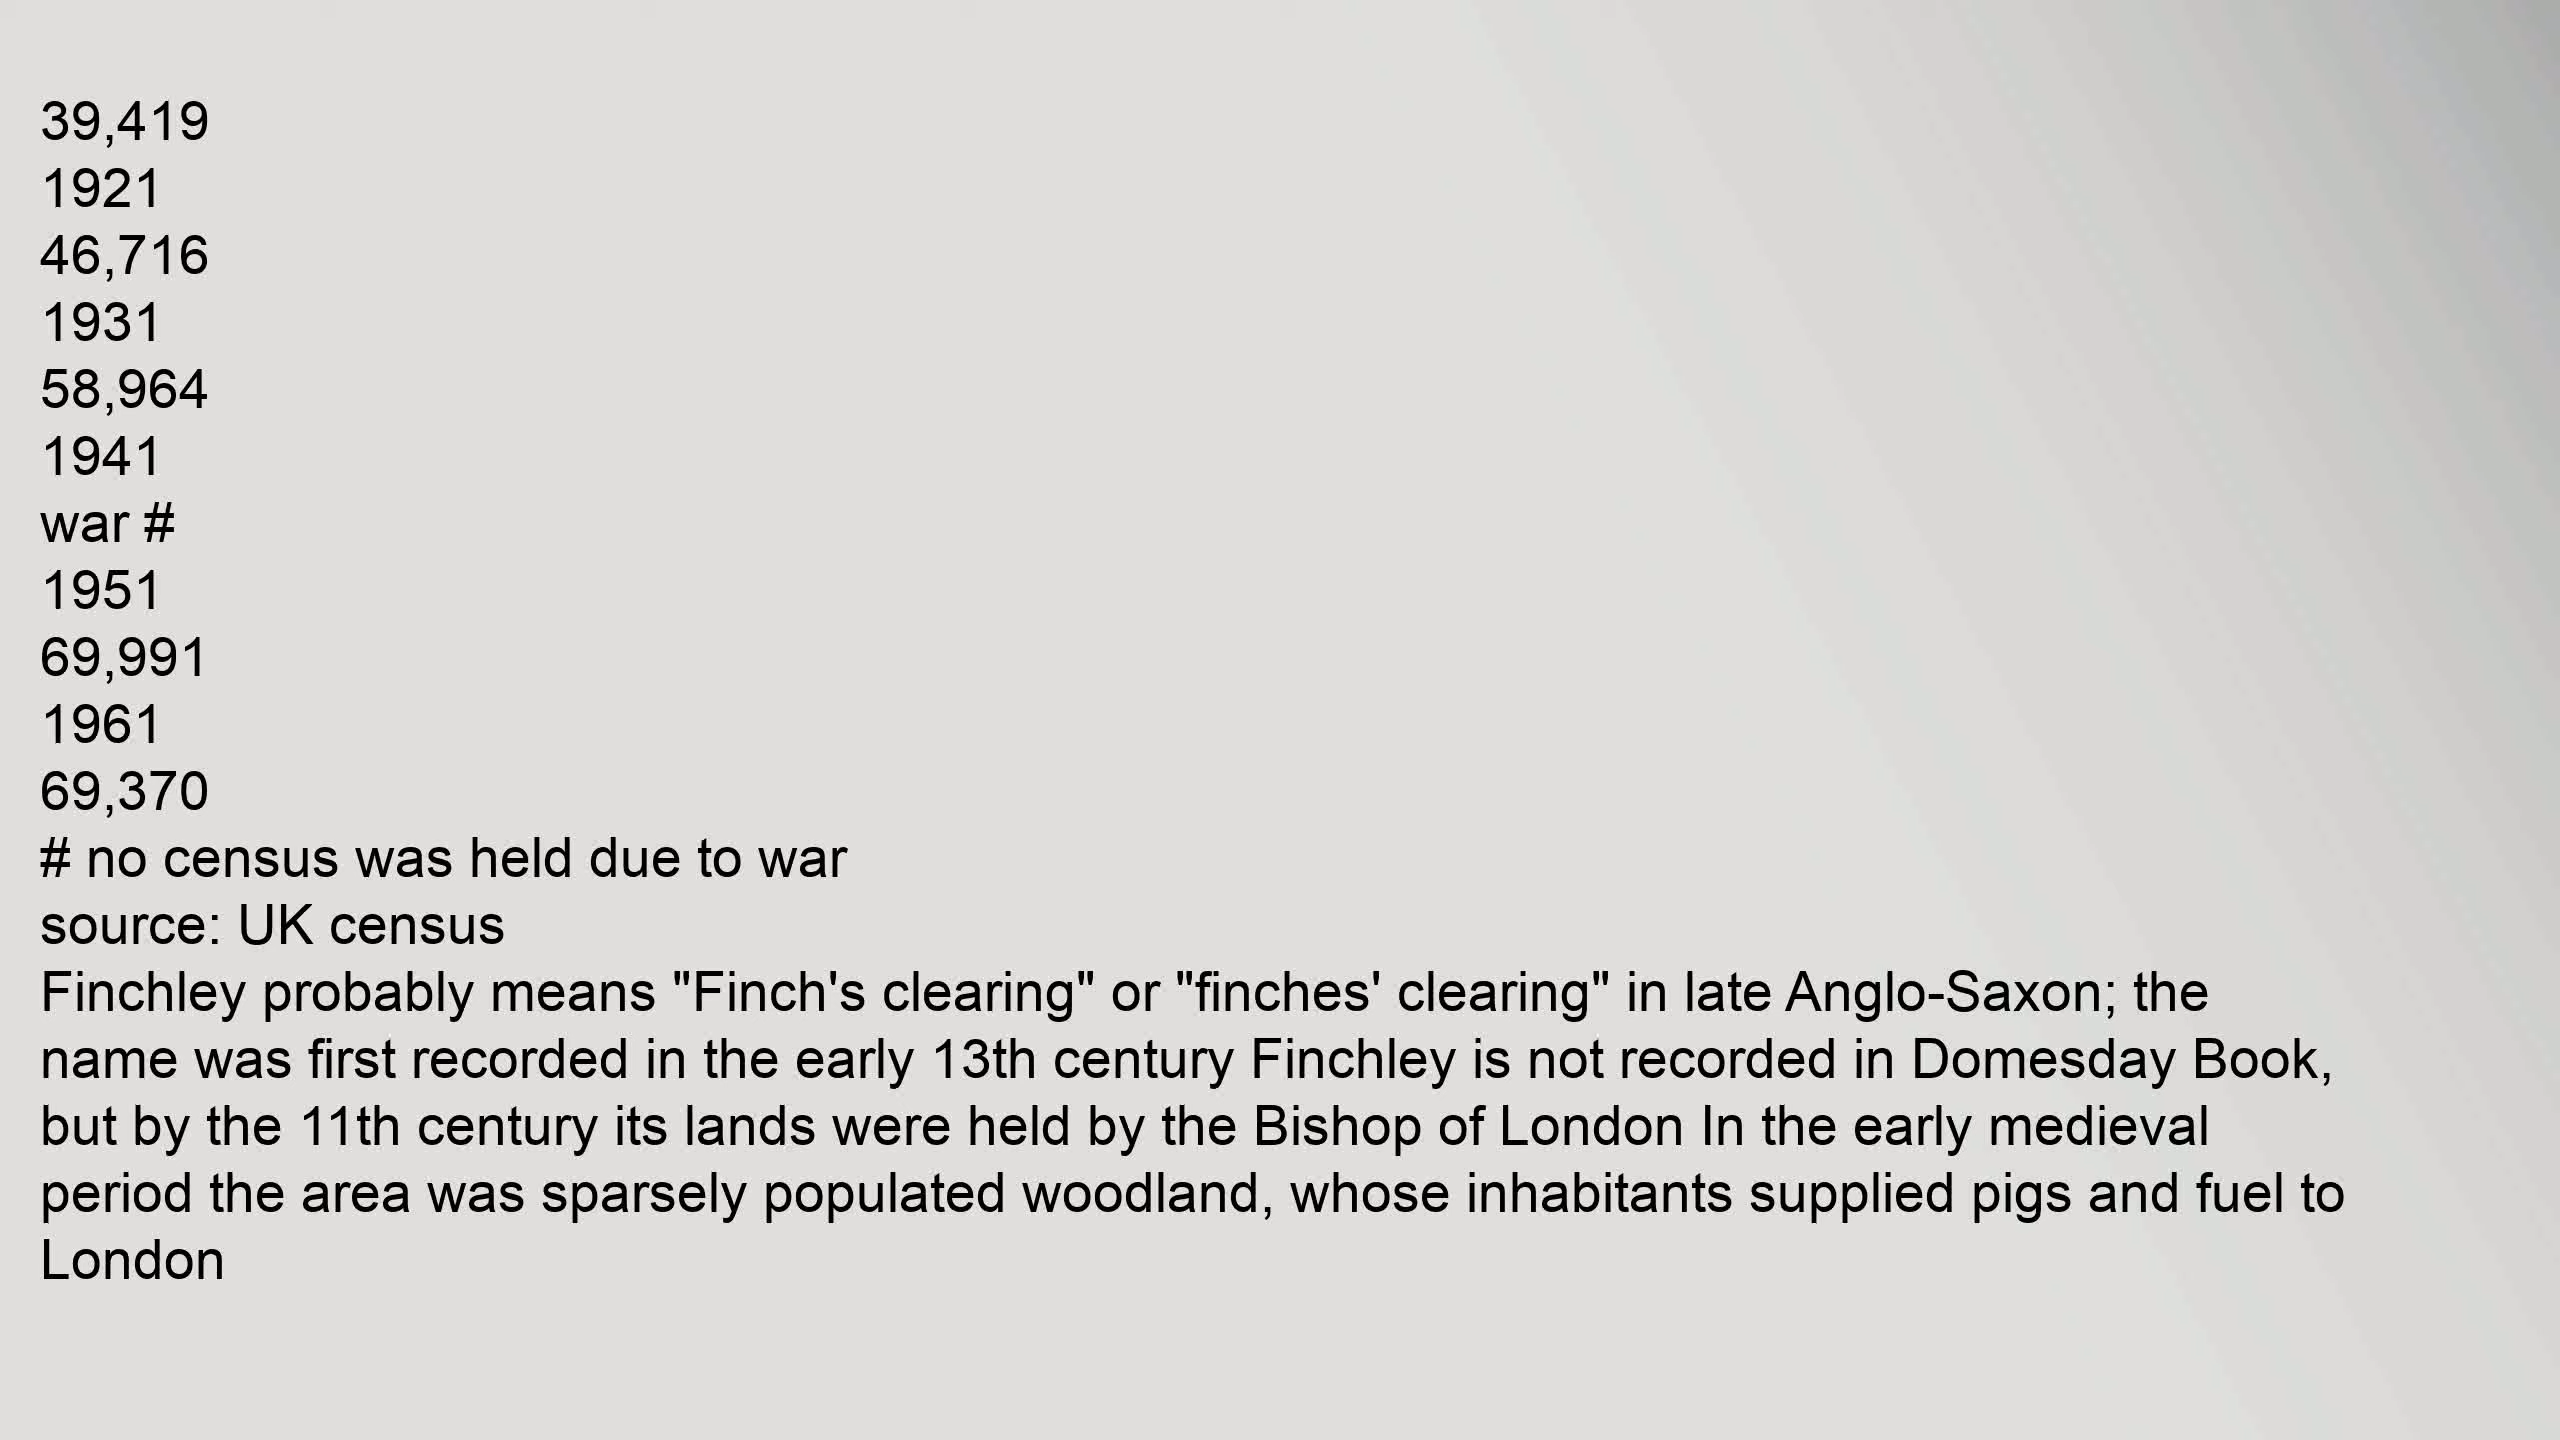 39,419
1921
46,716
1931
58,964
1941
war #
1951
69,991
1961
69,370
# no census was held due to war
source: UK census
Finchley probably means "Finch's clearing" or "finches' clearing" in late Anglo-Saxon; the
name was first recorded in the early 13th century Finchley is not recorded in Domesday Book,
but by the 11th century its lands were held by the Bishop of London In the early medieval
period the area was sparsely populated woodland, whose inhabitants supplied pigs and fuel to
London